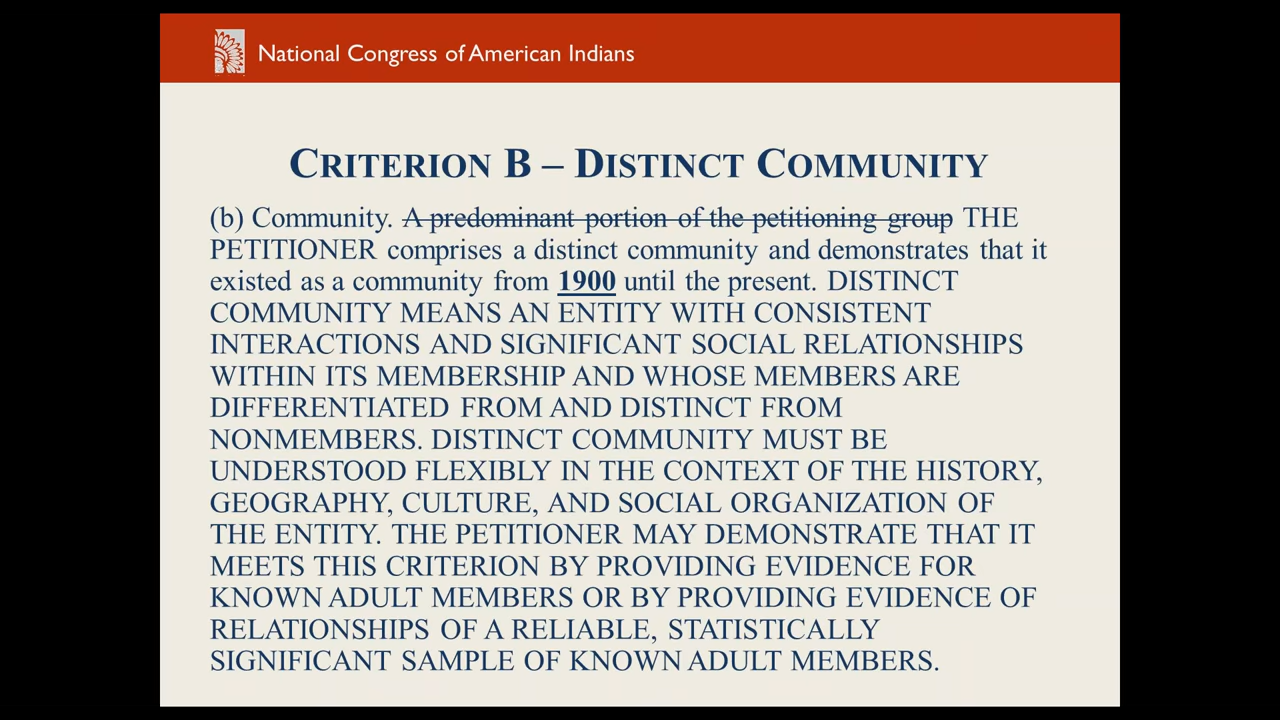 National Congress of American Indians
CRITERION B – DISTINCT COMMUNITY
(b) Community. A predominant portion of the petitioning group THE
PETITIONER comprises a distinct community and demonstrates that it
existed as a community from 1900 until the present. DISTINCT
COMMUNITY MEANS AN ENTITY WITH CONSISTENT
INTERACTIONS AND SIGNIFICANT SOCIAL RELATIONSHIPS
WITHIN ITS MEMBERSHIP AND WHOSE MEMBERS ARE
DIFFERENTIATED FROM AND DISTINCT FROM
NONMEMBERS. DISTINCT COMMUNITY MUST BE
UNDERSTOOD FLEXIBLY IN THE CONTEXT OF THE HISTORY,
GEOGRAPHY, CULTURE, AND SOCIAL ORGANIZATION OF
THE ENTITY. THE PETITIONER MAY DEMONSTRATE THAT IT
MEETS THIS CRITERION BY PROVIDING EVIDENCE FOR
KNOWN ADULT MEMBERS OR BY PROVIDING EVIDENCE OF
RELATIONSHIPS OF A RELIABLE, STATISTICALLY
SIGNIFICANT SAMPLE OF KNOWN ADULT MEMBERS.